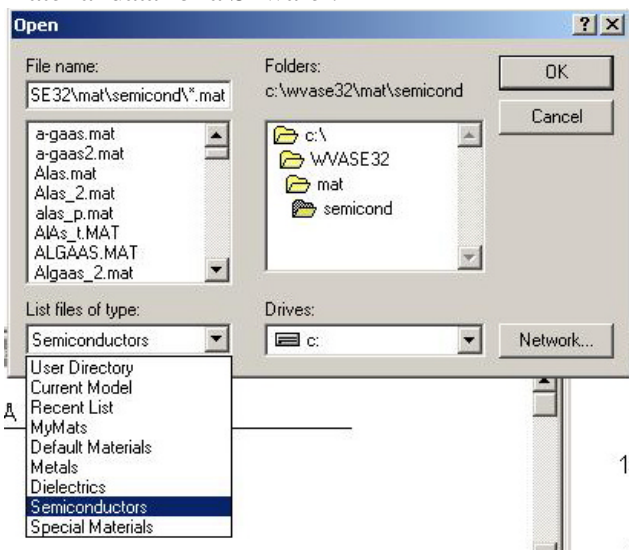 Open
File name:
SE32\mat\semicond\*.mat
a-gaas.mat
a-gaas2.mat
Alas.mat
Alas_2.mat
alas_p.mat
AlAs_t.MAT
ALGAAS.MAT
Algaas_2.mat
Folders:
c:\wvase32\mat\semicond
c:\
WVASE32
mat
semicond
OK
Cancel
List files of type:
Semiconductors
Drives:
c:
Network...
User Directory
Current Model
Recent List
MyMats
Default Materials
Metals
Dielectrics
Semiconductors
Special Materials
1